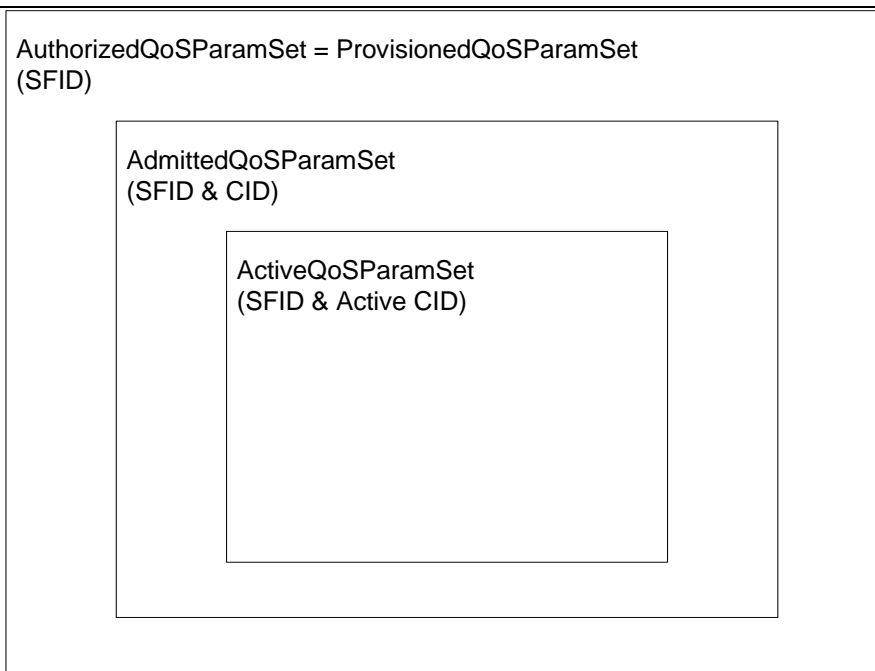 AuthorizedQoSParamSet = ProvisionedQoSParamSet
(SFID)
AdmittedQoSParamSet
(SFID & CID)
ActiveQoSParamSet
(SFID & Active CID)